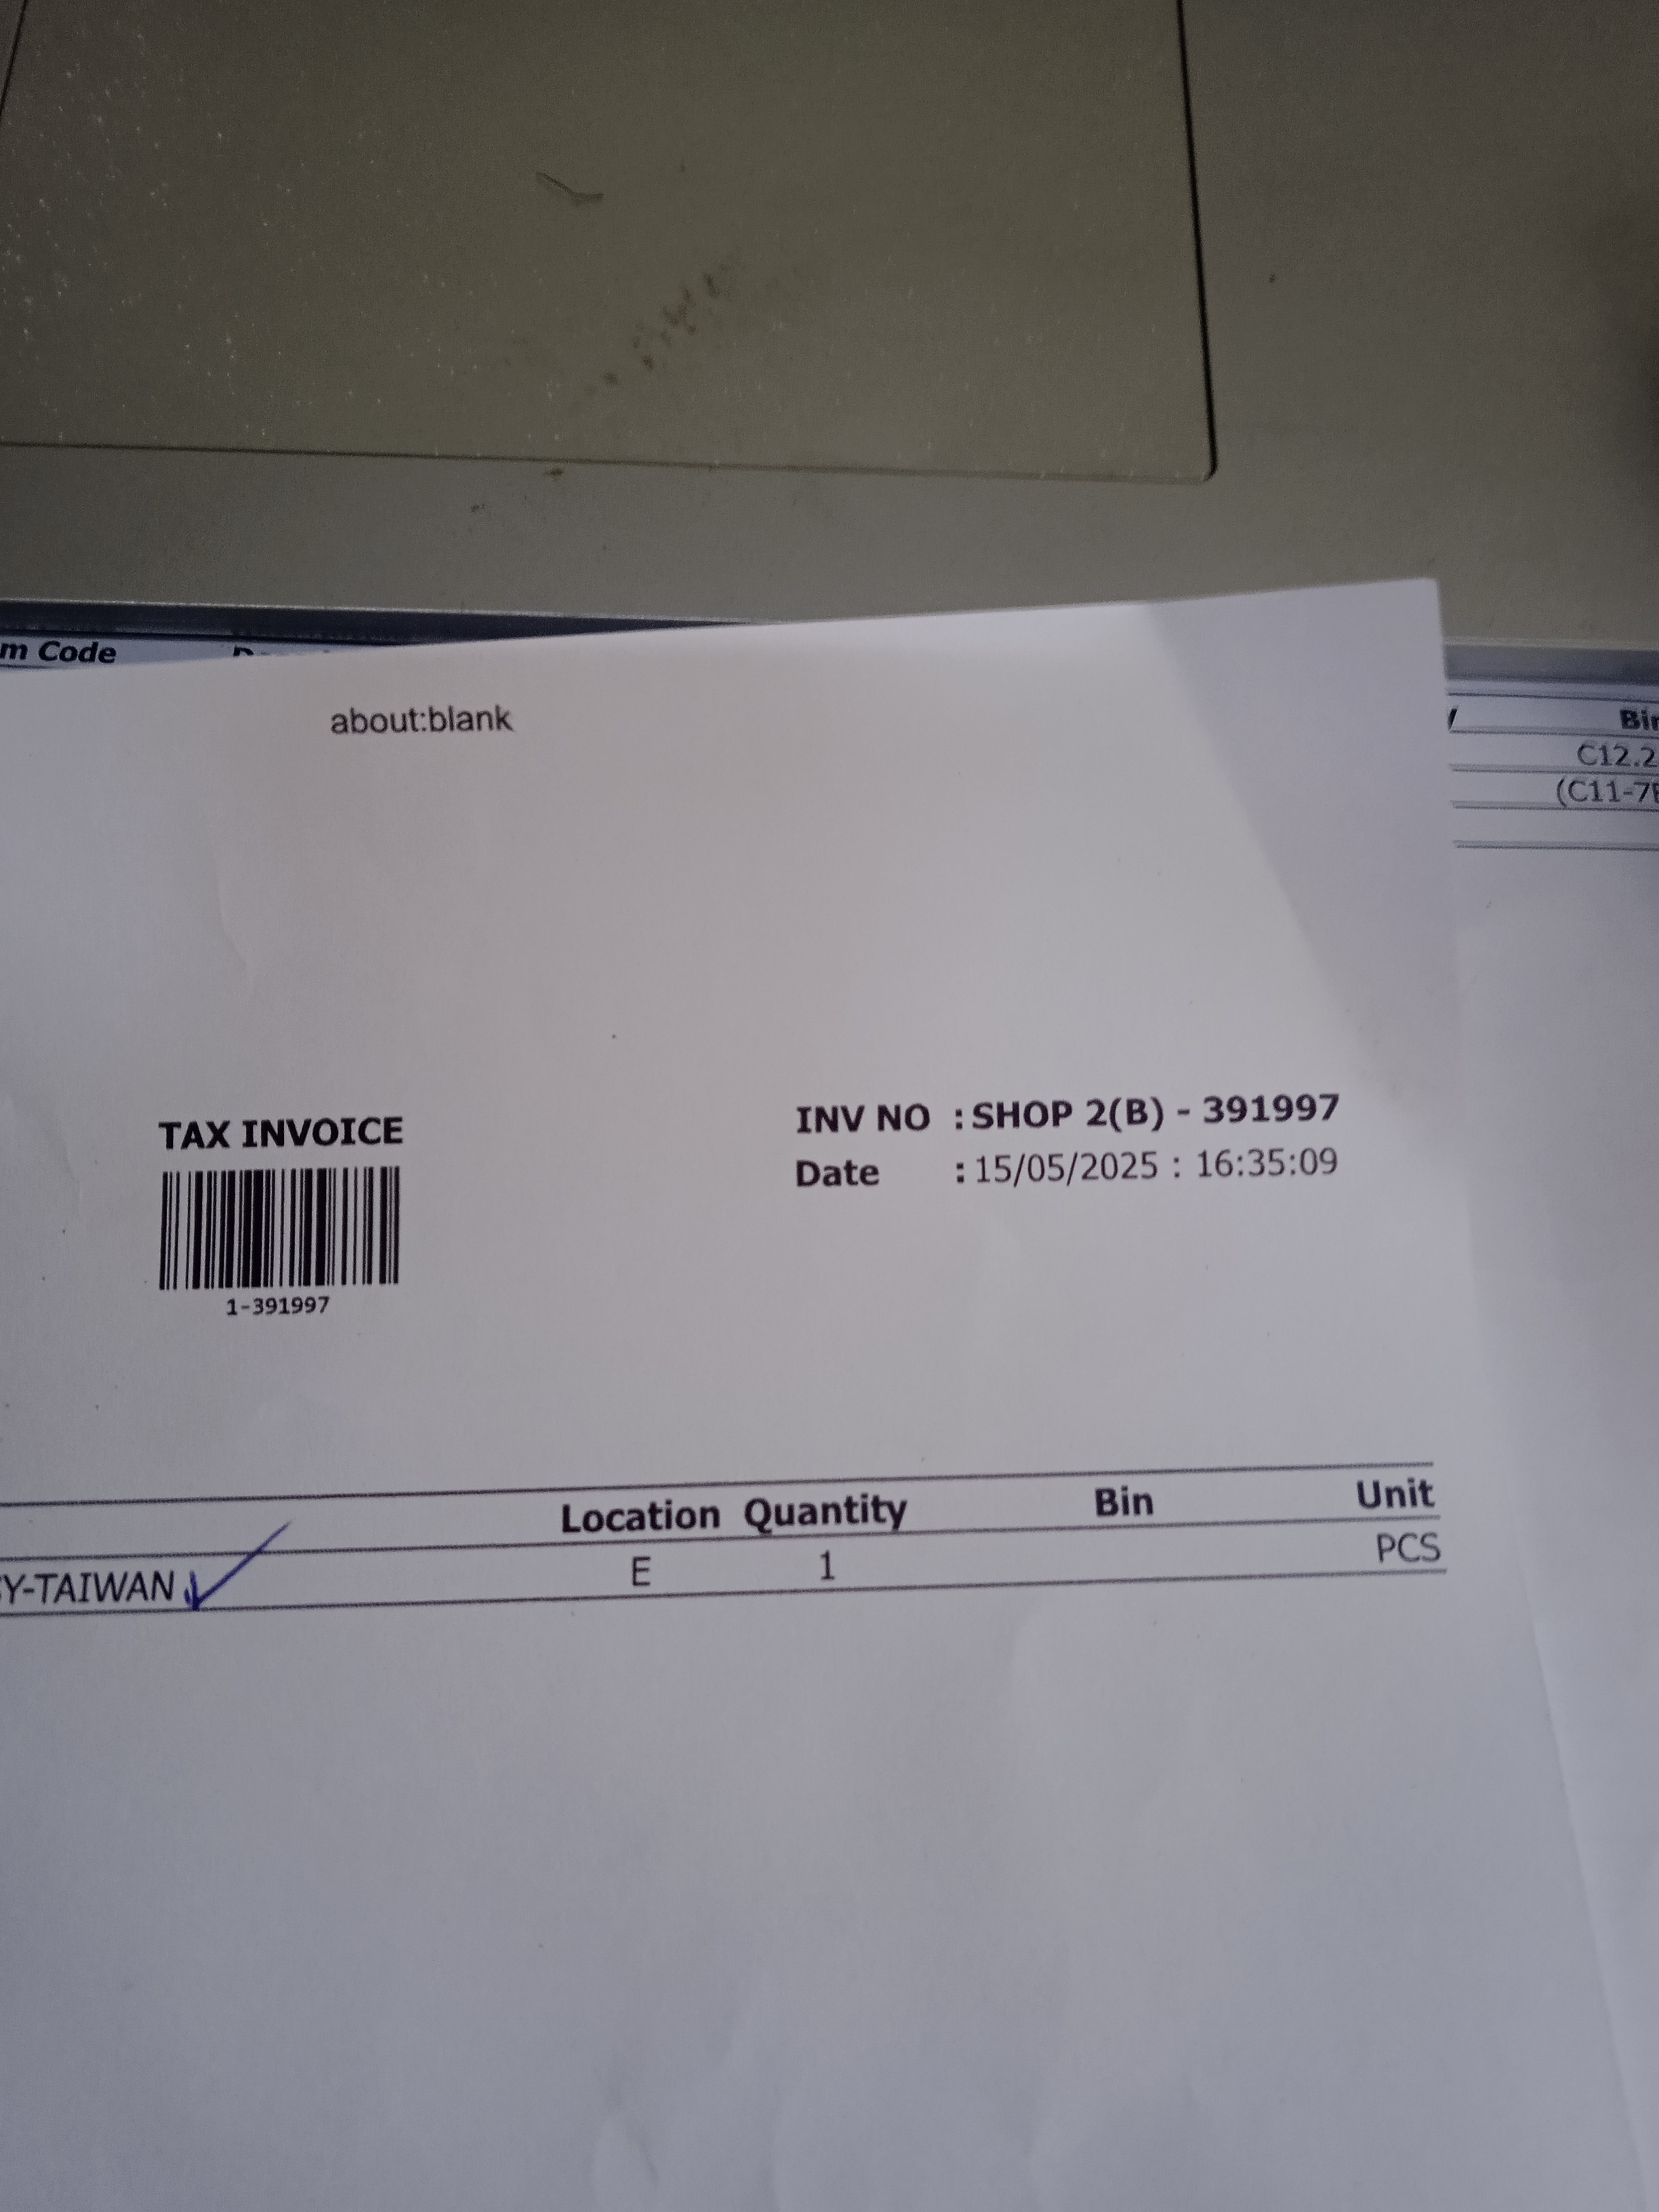 m Code
about:blank
Bin
C12.2
(C11-7
TAX INVOICE
INV NO : SHOP 2(B) - 391997
Date : 15/05/2025 : 16:35:09
1-391997
Location Quantity Bin Unit
Y-TAIWAN E 1 PCS